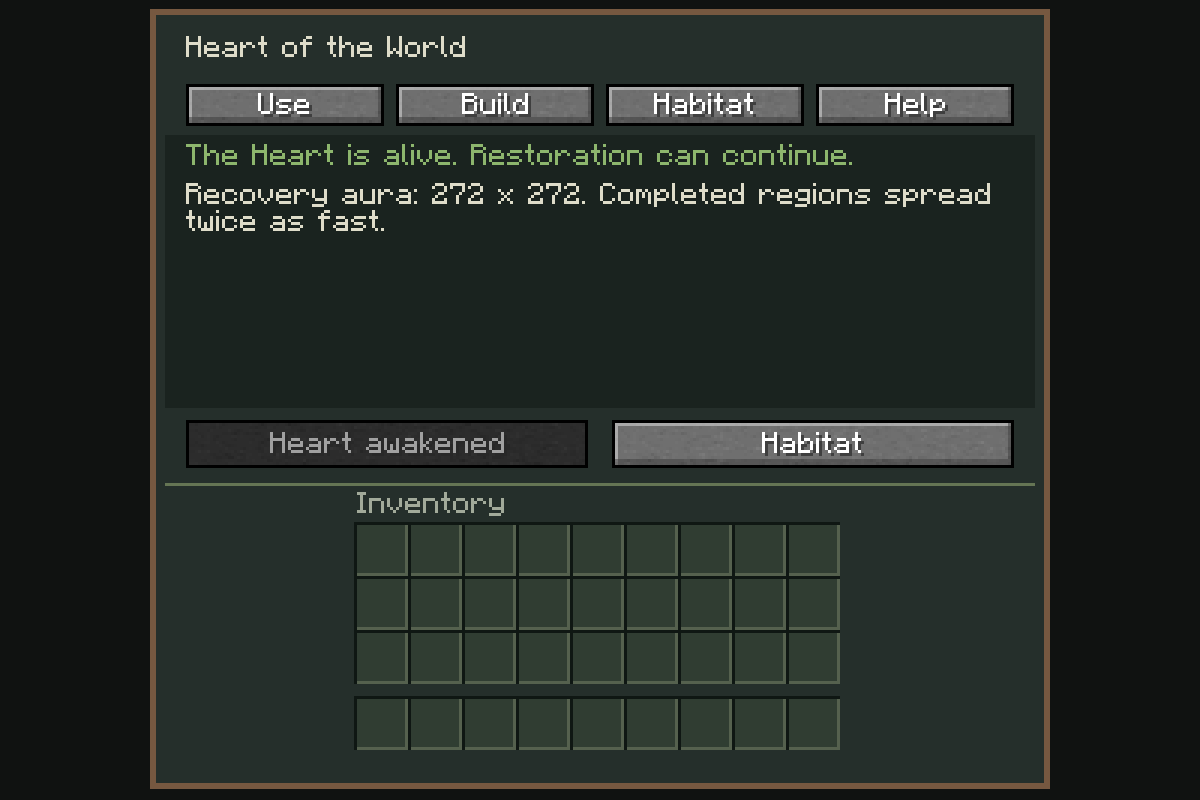 Heart of the World
Use
Build
Habitat
Help
The Heart is alive. Restoration can continue.
Recovery aura: 272 x 272. Completed regions spread
twice as fast.
Heart awakened
Habitat
Inventory